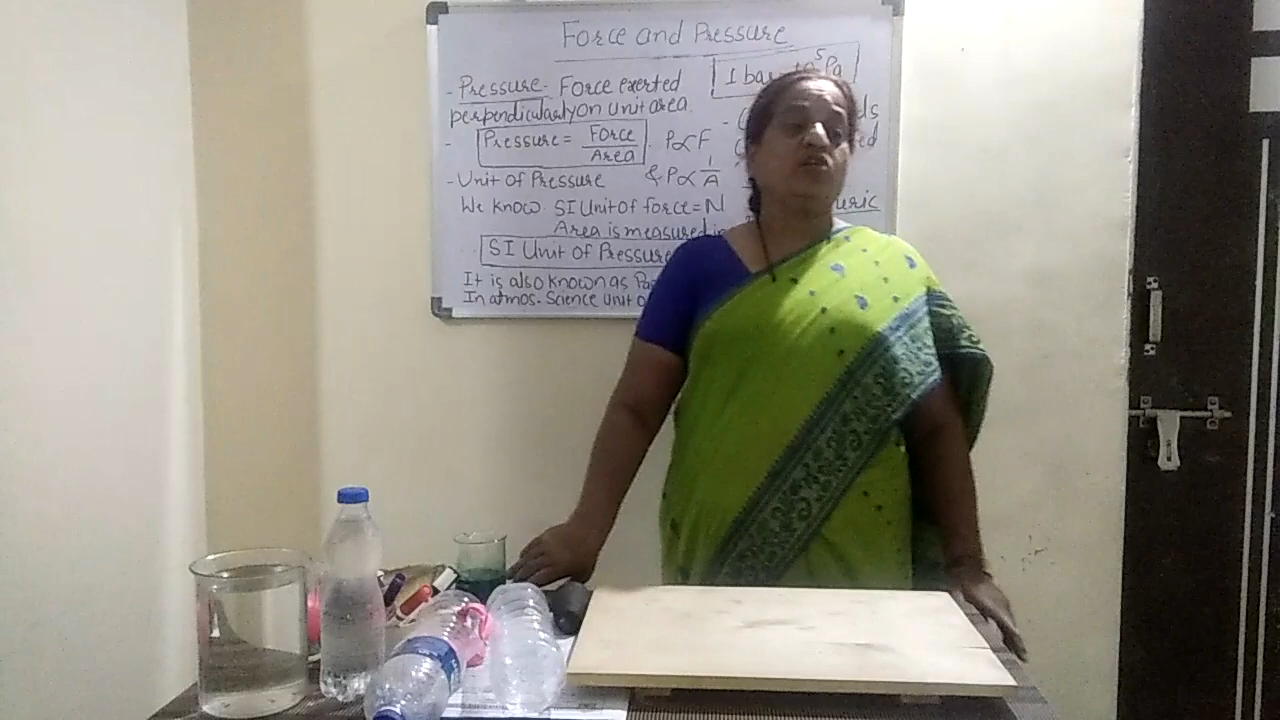 Force and Pressure
- Pressure- Force exerted
perpendicularly on unit area.
- Pressure = Force / Area P∝F
& P∝ 1/A
- Unit of Pressure
We know SI Unit of force = N
Area is measured in
SI Unit of Pressure
It is also known as
In atmos. Science unit
1 bar 10⁵ Pa